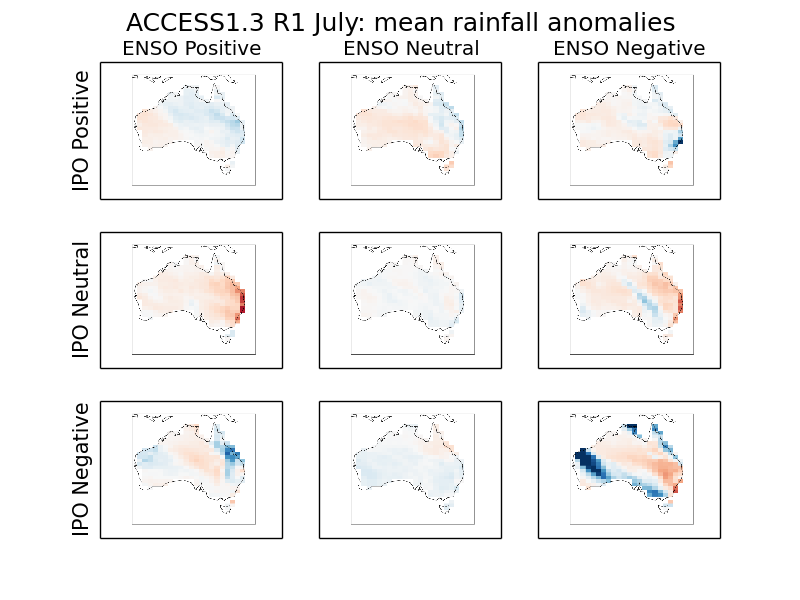 ACCESS1.3 R1 July: mean rainfall anomalies
ENSO Positive ENSO Neutral ENSO Negative
IPO Positive
IPO Neutral
IPO Negative